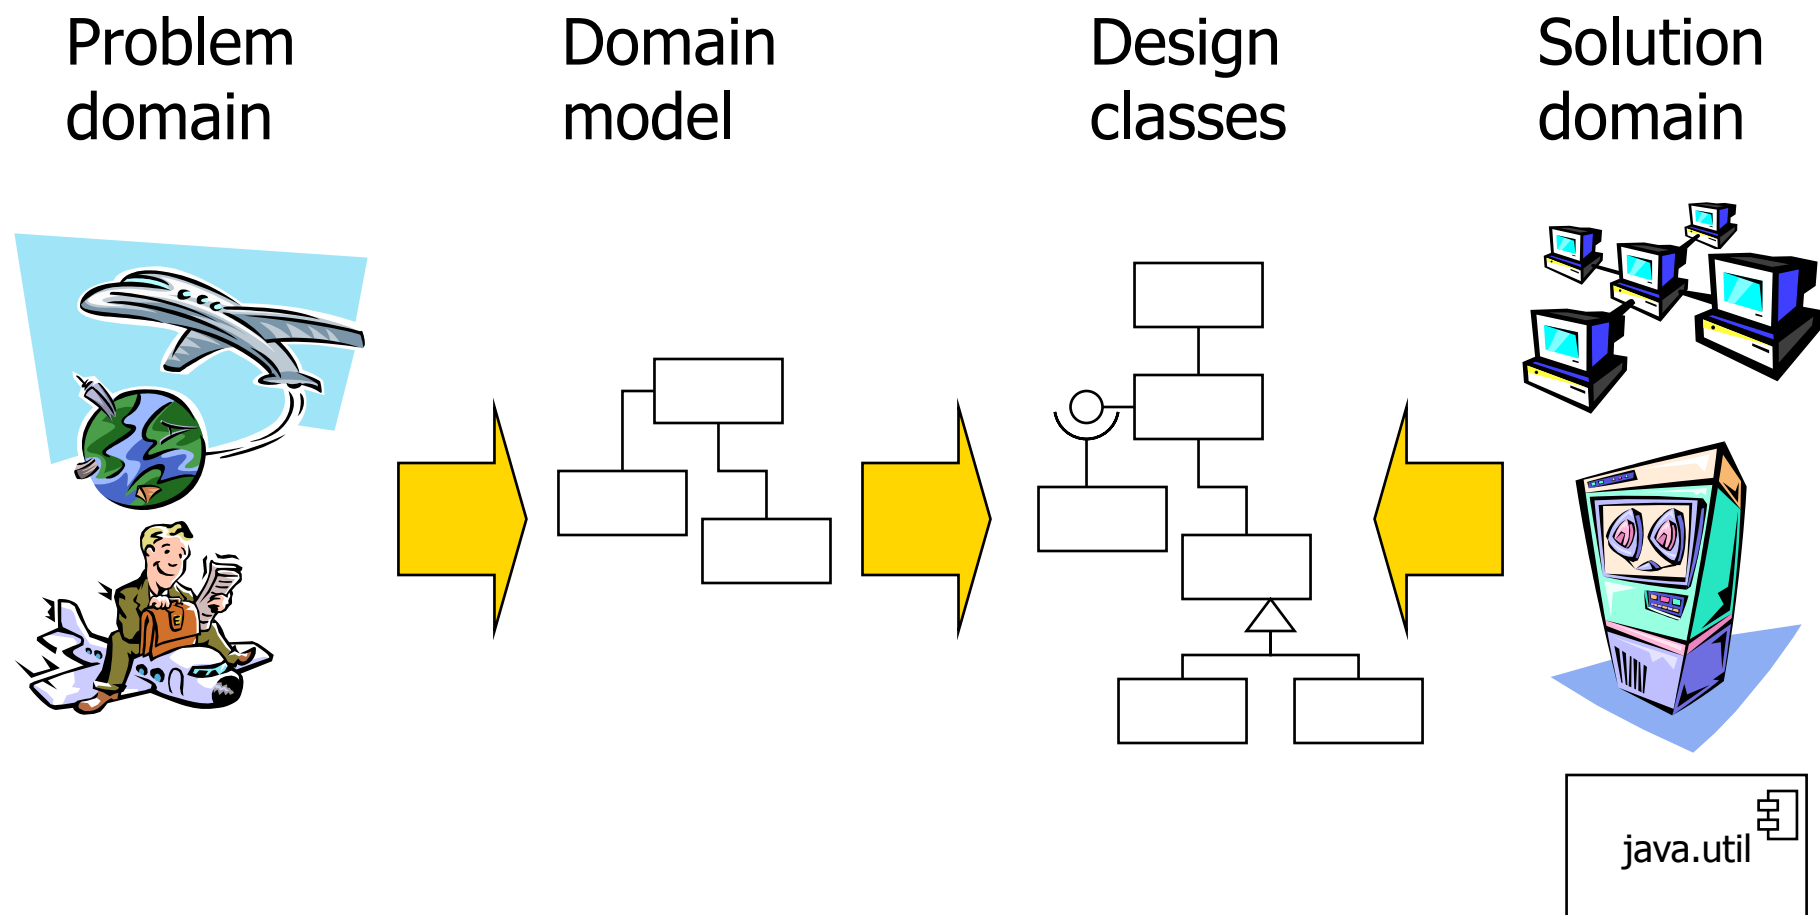 Problem
domain
Domain
model
Design
classes
Solution
domain
java.util